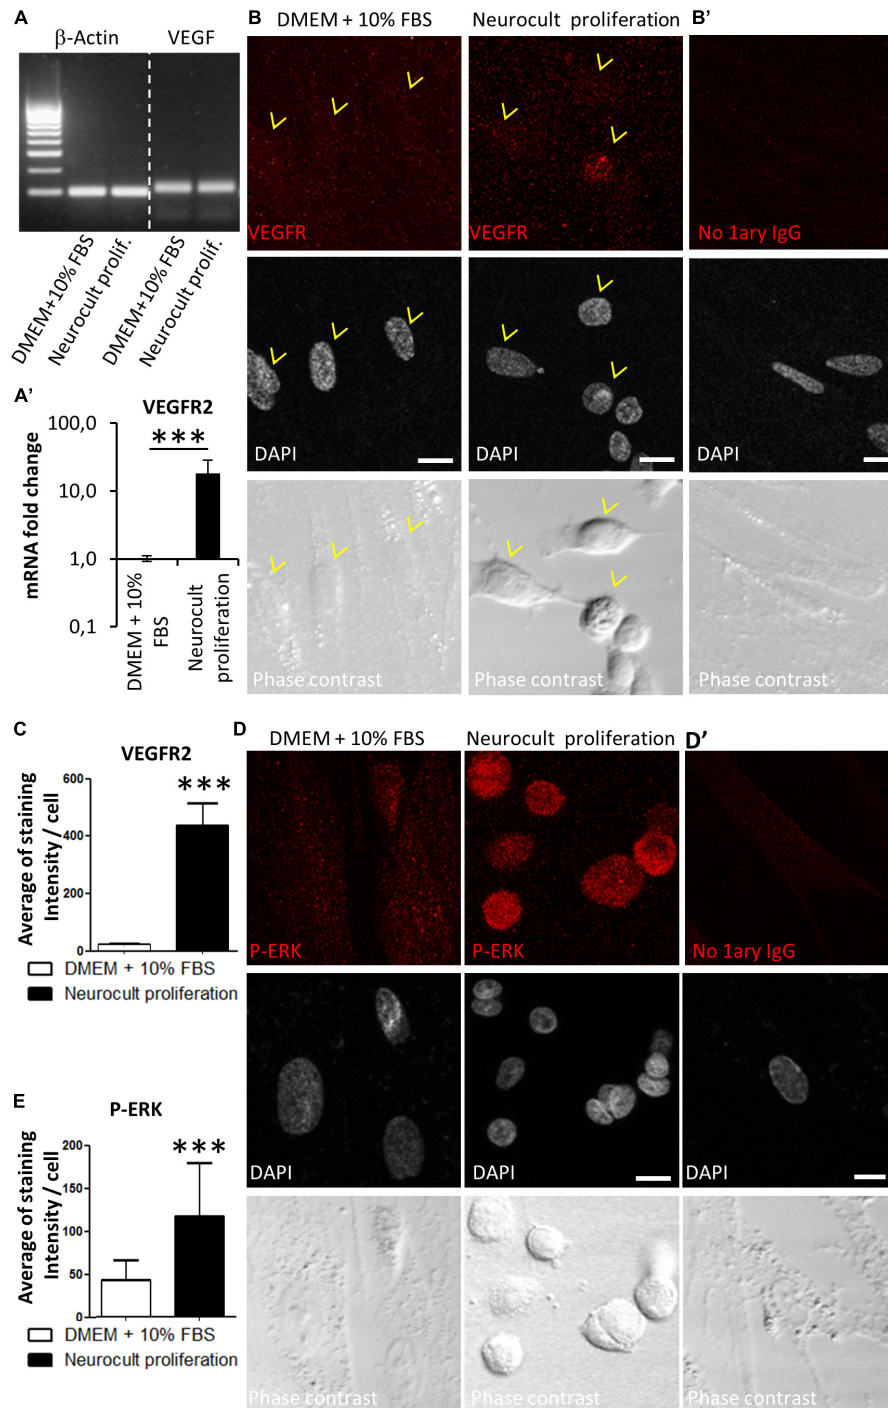 A
β-Actin VEGF
DMEM+10% FBS
Neurocult prolif.
DMEM+10% FBS
Neurocult prolif.
A'
VEGFR2
100,0
10,0
1,0
0,1
mRNA fold change
***
DMEM + 10%
FBS
Neurocult
proliferation
B
DMEM + 10% FBS Neurocult proliferation
B'
VEGFR
VEGFR
No 1ary IgG
DAPI
DAPI
DAPI
Phase contrast
Phase contrast
Phase contrast
C
VEGFR2
600
400
200
0
Average of staining
Intensity / cell
***
DMEM + 10% FBS
Neurocult proliferation
D
DMEM + 10% FBS Neurocult proliferation
D'
P-ERK
P-ERK
No 1ary IgG
DAPI
DAPI
DAPI
Phase contrast
Phase contrast
Phase contrast
E
P-ERK
200
150
100
50
0
Average of staining
Intensity / cell
***
DMEM + 10% FBS
Neurocult proliferation